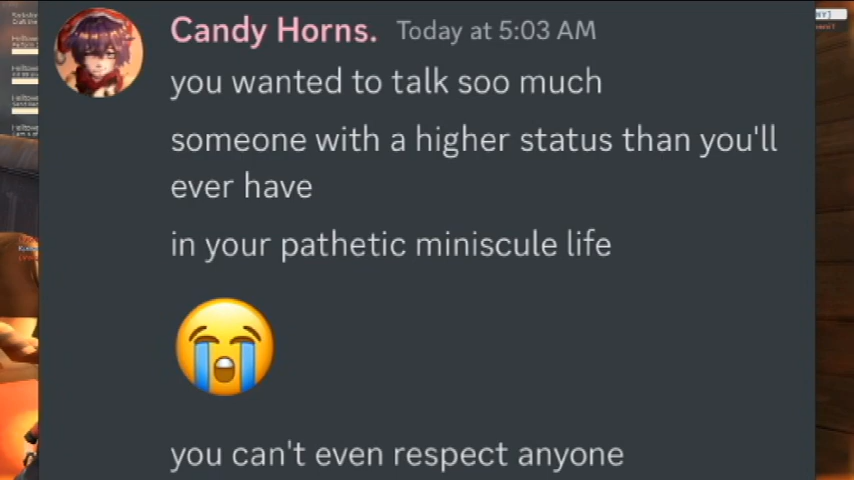 Candy Horns. Today at 5:03 AM
you wanted to talk soo much
someone with a higher status than you'll
ever have
in your pathetic miniscule life
😭
you can't even respect anyone